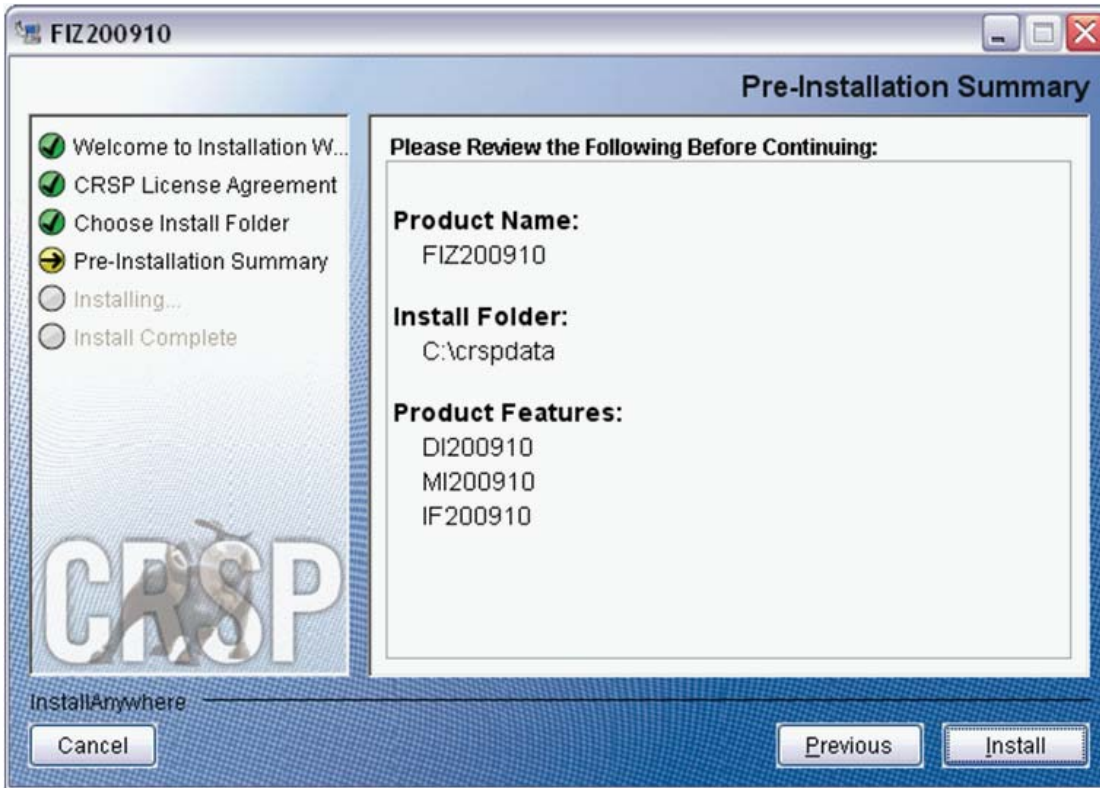 FIZ200910
Pre-Installation Summary
Welcome to Installation W...
CRSP License Agreement
Choose Install Folder
Pre-Installation Summary
Installing...
Install Complete
CRSP
Please Review the Following Before Continuing:
Product Name:
FIZ200910
Install Folder:
C:\crspdata
Product Features:
DI200910
MI200910
IF200910
InstallAnywhere
Cancel
Previous
Install